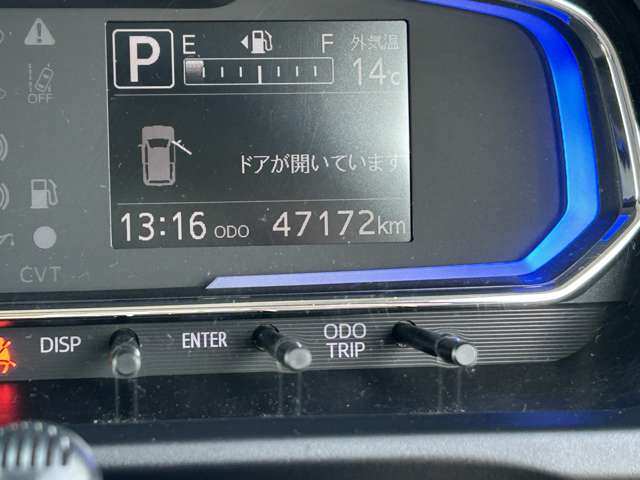 P E F 外気温
14c
OFF
ドアが開いています
13:16 ODO 47172km
CVT
DISP ENTER ODO TRIP